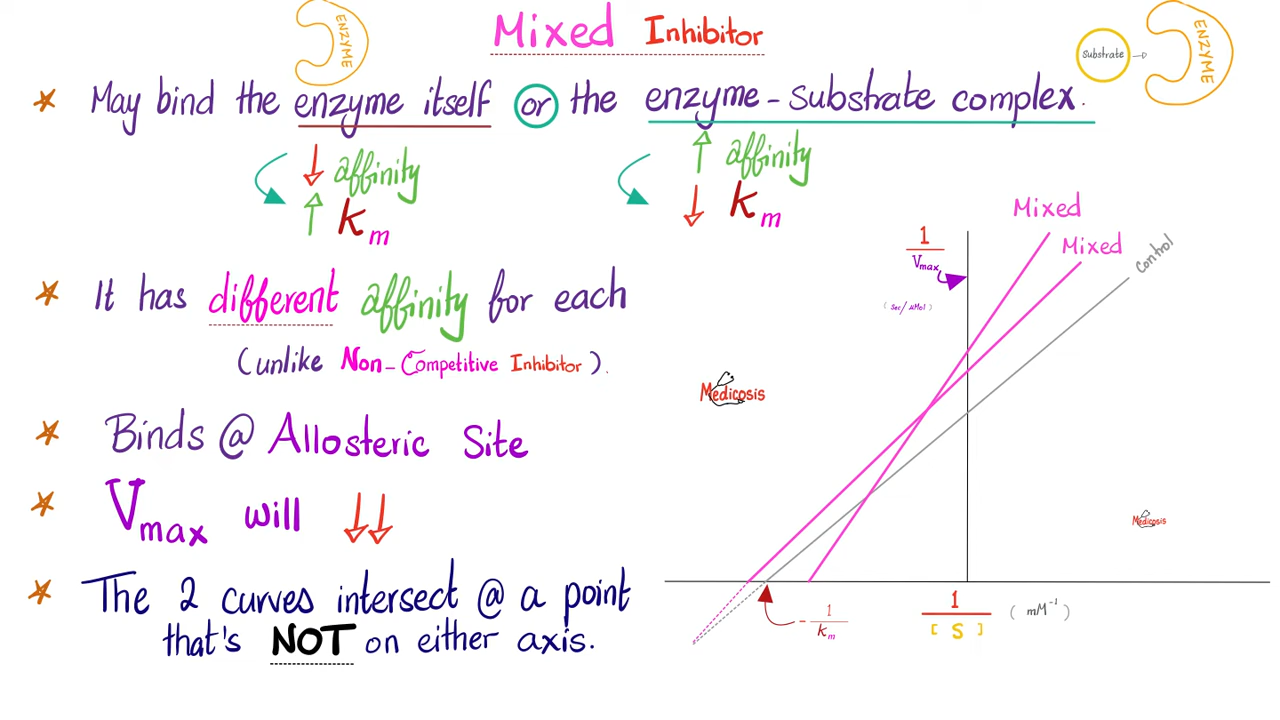 Mixed Inhibitor
ENZYME
Substrate
ENZYME
May bind the enzyme itself or the enzyme-substrate complex.
↓ affinity
↑ Km
↑ affinity
↓ Km
It has different affinity for each
(unlike Non-Competitive Inhibitor).
Binds @ Allosteric Site
Vmax will ↓↓
The 2 curves intersect @ a point
that's NOT on either axis.
Mixed
Mixed
Control
1
Vmax
(Sec/μMol)
Medicosis
Medicosis
- 1
Km
1
[S]
(mM⁻¹)